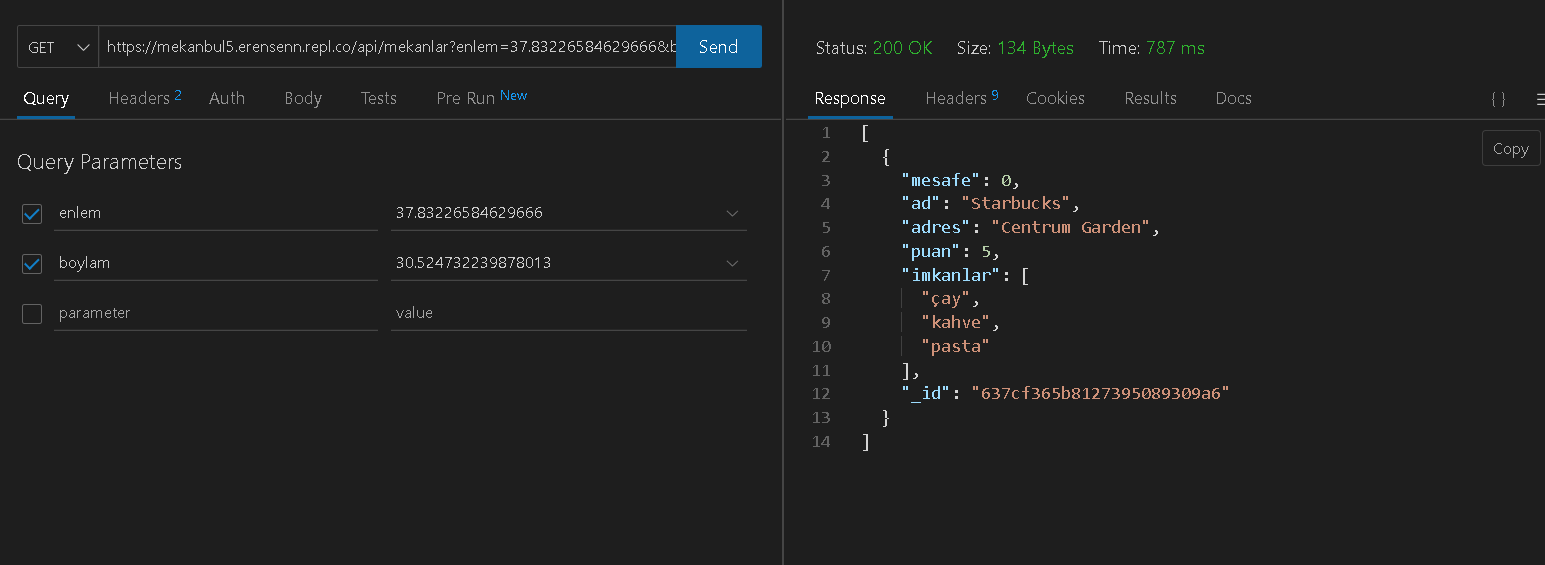 GET https://mekanbul5.erensenn.repl.co/api/mekanlar?enlem=37.83226584629666&b Send
Query Headers 2 Auth Body Tests Pre Run New
Query Parameters
enlem 37.83226584629666
boylam 30.524732239878013
parameter value
Status: 200 OK Size: 134 Bytes Time: 787 ms
Response Headers 9 Cookies Results Docs { }
Copy
1 [
2 {
3 "mesafe": 0,
4 "ad": "Starbucks",
5 "adres": "Centrum Garden",
6 "puan": 5,
7 "imkanlar": [
8 "çay",
9 "kahve",
10 "pasta"
11 ],
12 "_id": "637cf365b8127395089309a6"
13 }
14 ]